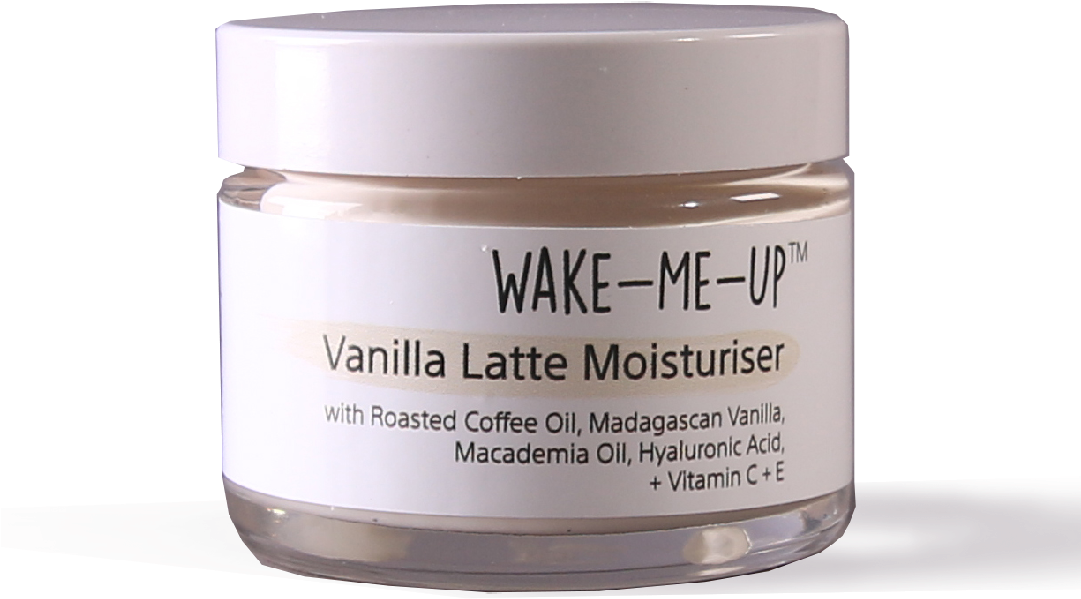 WAKE-ME-UP™
Vanilla Latte Moisturiser
with Roasted Coffee Oil, Madagascan Vanilla,
Macademia Oil, Hyaluronic Acid,
+ Vitamin C + E